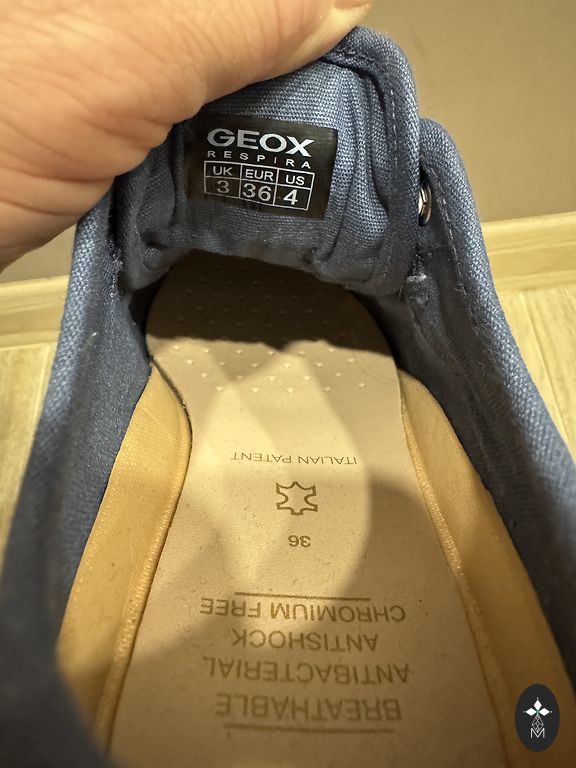 GEOX
RESPIRA
UK EUR US
3 36 4
ITALIAN PATENT
36
CHROMIUM FREE
ANTISHOCK
ANTIBACTERIAL
BREATHABLE
M